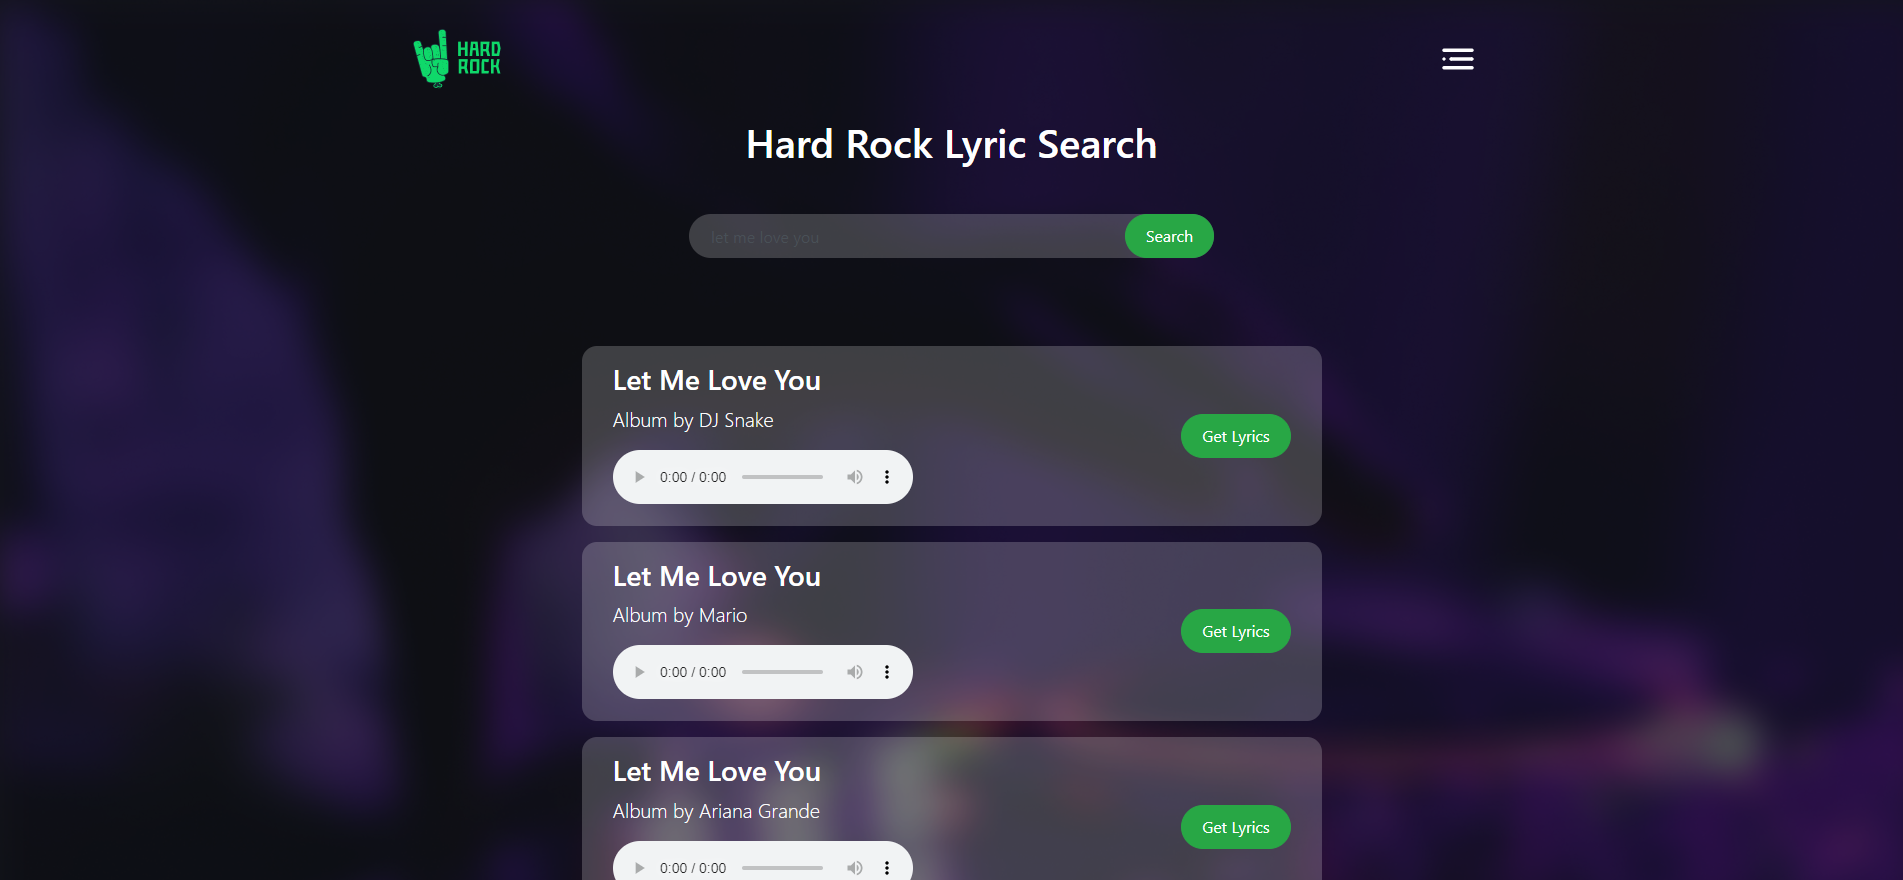 HARD
ROCK
Hard Rock Lyric Search
let me love you
Search
Let Me Love You
Album by DJ Snake
Get Lyrics
0:00 / 0:00
Let Me Love You
Album by Mario
Get Lyrics
0:00 / 0:00
Let Me Love You
Album by Ariana Grande
Get Lyrics
0:00 / 0:00